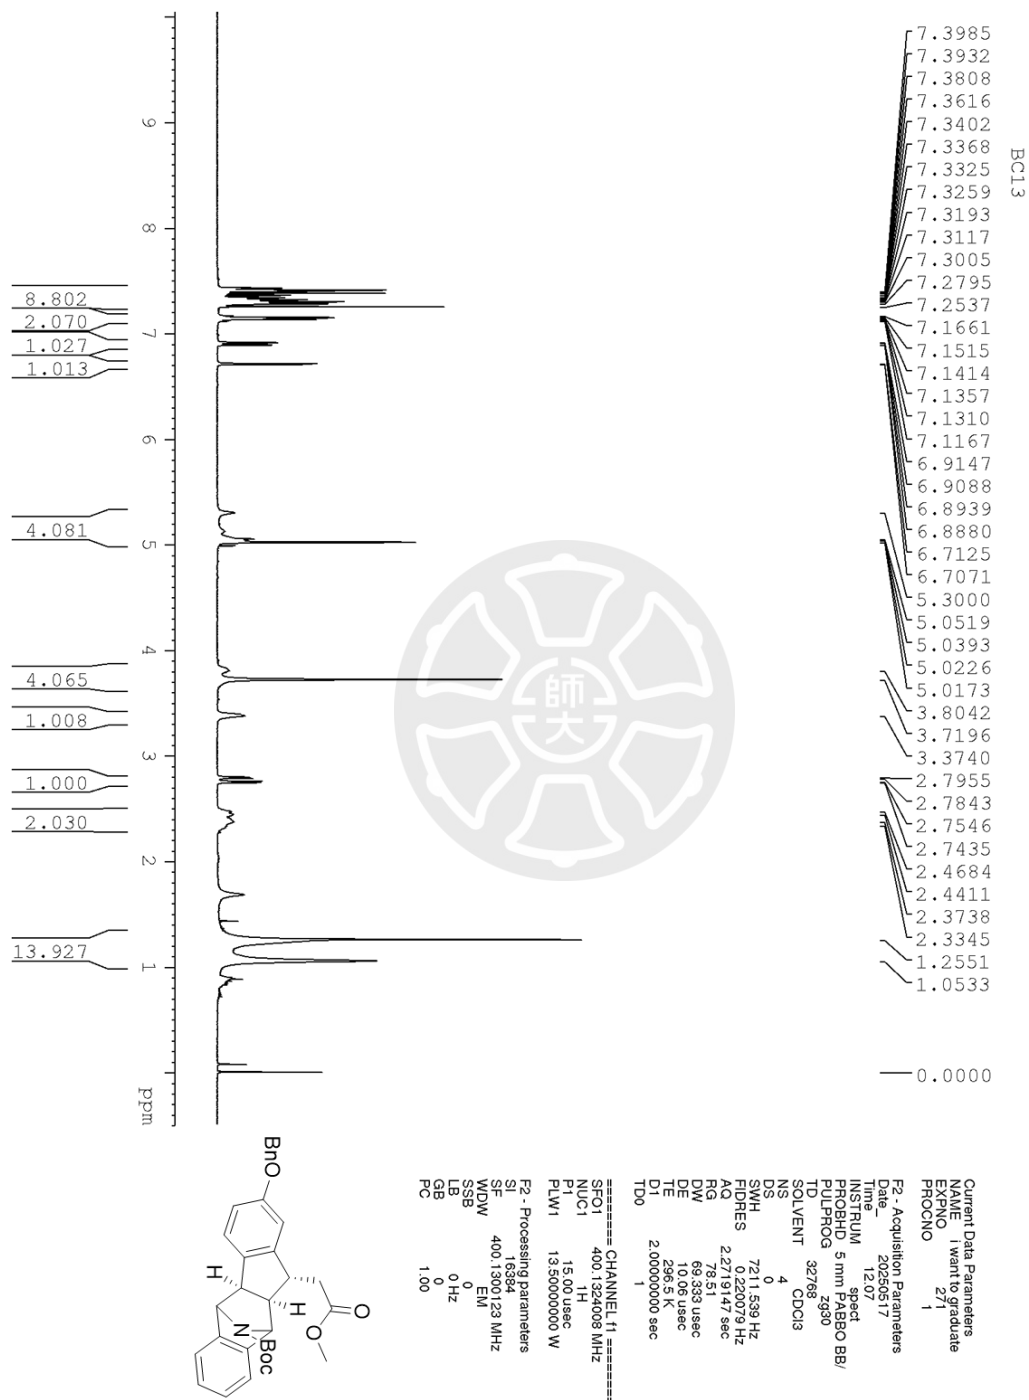 BC13
7.3985
7.3932
7.3808
7.3616
7.3402
7.3368
7.3325
7.3259
7.3193
7.3117
7.3005
7.2795
7.2537
7.1661
7.1515
7.1414
7.1357
7.1310
7.1167
6.9147
6.9088
6.8939
6.8880
6.7125
6.7071
5.3000
5.0519
5.0393
5.0226
5.0173
3.8042
3.7196
3.3740
2.7955
2.7843
2.7546
2.7435
2.4684
2.4411
2.3738
2.3345
1.2551
1.0533
0.0000
Current Data Parameters
NAME i want to graduate
EXPNO 271
PROCNO 1
F2 - Acquisition Parameters
Date_ 20250517
Time 12.07
INSTRUM spect
PROBHD 5 mm PABBO BB/
PULPROG zg30
TD 32768
SOLVENT CDCl3
NS 4
DS 0
SWH 7211.539 Hz
FIDRES 0.220079 Hz
AQ 2.2719147 sec
RG 78.51
DW 69.333 usec
DE 10.06 usec
TE 296.5 K
D1 2.00000000 sec
TD0 1
======== CHANNEL f1 ========
SFO1 400.1324008 MHz
NUC1 1H
P1 15.00 usec
PLW1 13.50000000 W
F2 - Processing parameters
SI 16384
SF 400.1300123 MHz
WDW EM
SSB 0
LB 0 Hz
GB 0
PC 1.00
師
大
9 8 7 6 5 4 3 2 1 ppm
8.802
2.070
1.027
1.013
4.081
4.065
1.008
1.000
2.030
13.927
BnO
O
O
H
H
N
Boc